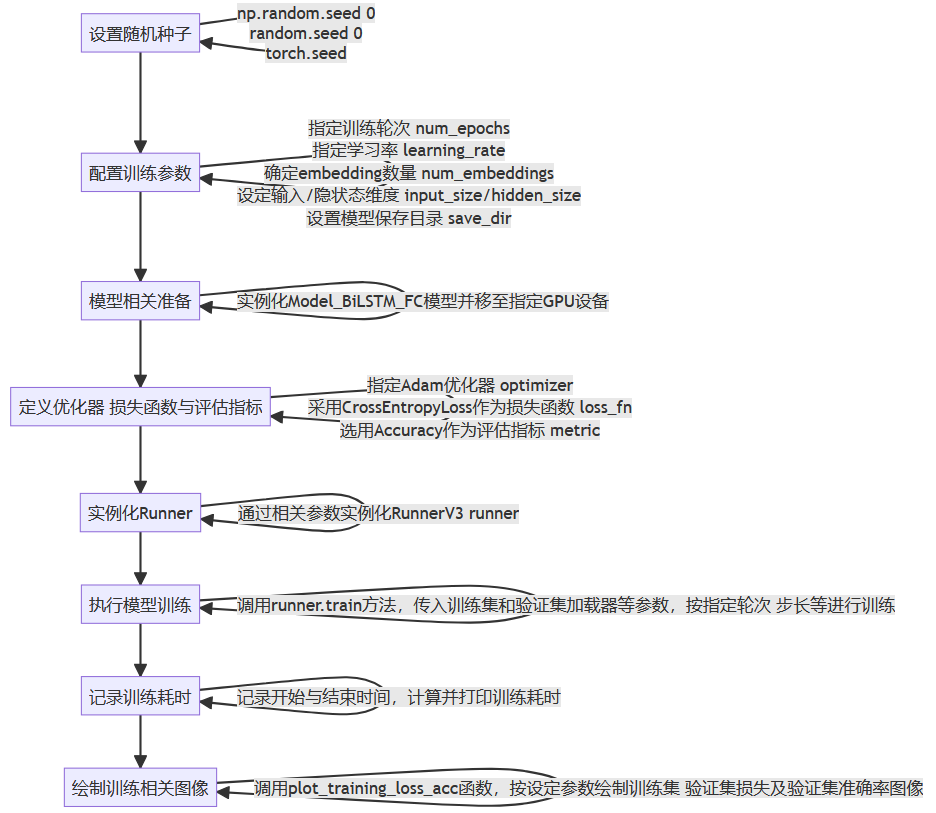 设置随机种子
np.random.seed 0
random.seed 0
torch.seed
配置训练参数
指定训练轮次 num_epochs
指定学习率 learning_rate
确定embedding数量 num_embeddings
设定输入/隐状态维度 input_size/hidden_size
设置模型保存目录 save_dir
模型相关准备
实例化Model_BiLSTM_FC模型并移至指定GPU设备
定义优化器 损失函数与评估指标
指定Adam优化器 optimizer
采用CrossEntropyLoss作为损失函数 loss_fn
选用Accuracy作为评估指标 metric
实例化Runner
通过相关参数实例化RunnerV3 runner
执行模型训练
调用runner.train方法，传入训练集和验证集加载器等参数，按指定轮次 步长等进行训练
记录训练耗时
记录开始与结束时间，计算并打印训练耗时
绘制训练相关图像
调用plot_training_loss_acc函数，按设定参数绘制训练集 验证集损失及验证集准确率图像